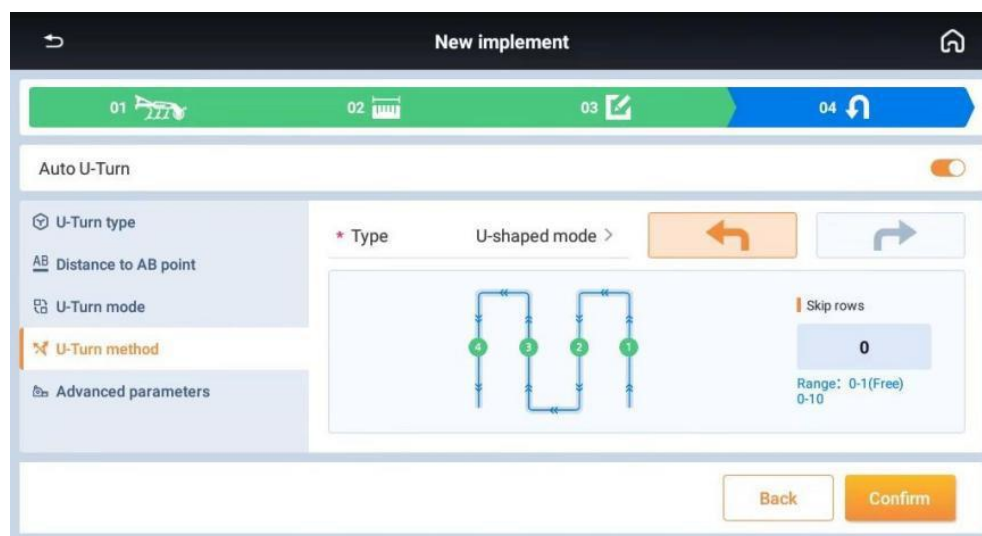 New implement
01
02
03
04
Auto U-Turn
U-Turn type
AB Distance to AB point
U-Turn mode
U-Turn method
Advanced parameters
* Type U-shaped mode >
4 3 2 1
Skip rows
0
Range: 0-1(Free)
0-10
Back Confirm